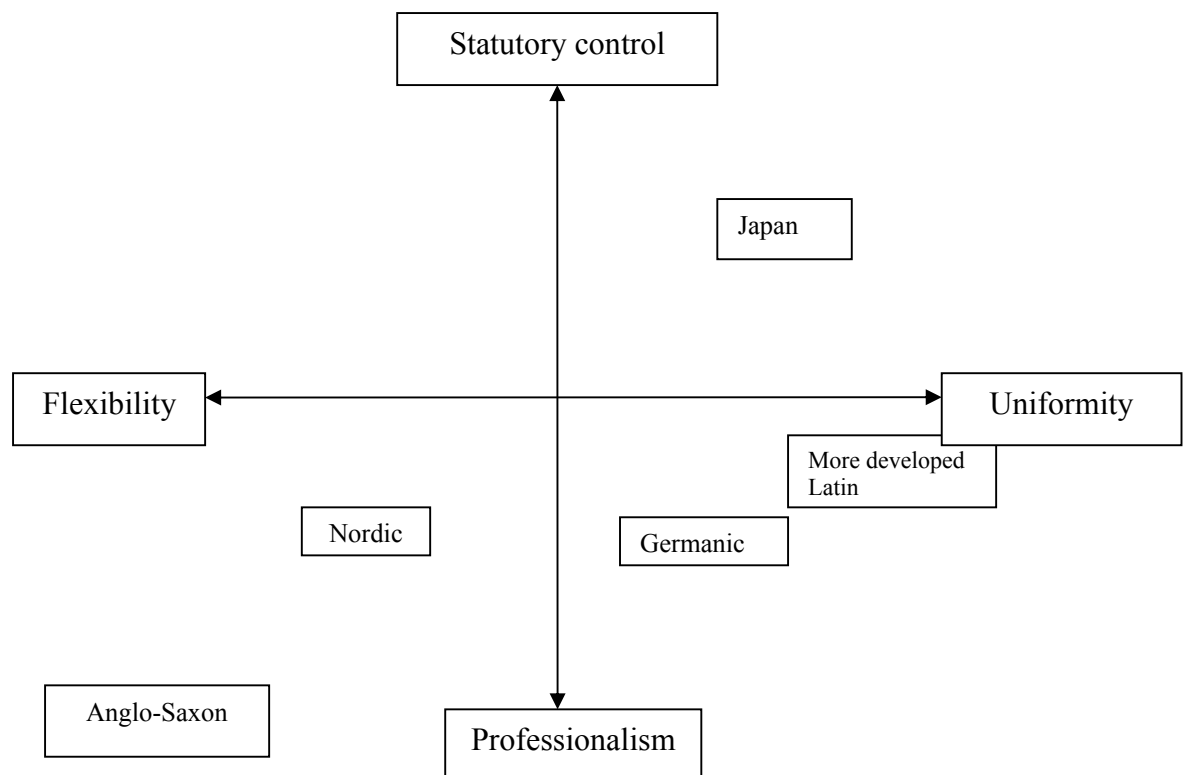 Statutory control
Japan
Flexibility
Uniformity
More developed
Latin
Nordic
Germanic
Anglo-Saxon
Professionalism